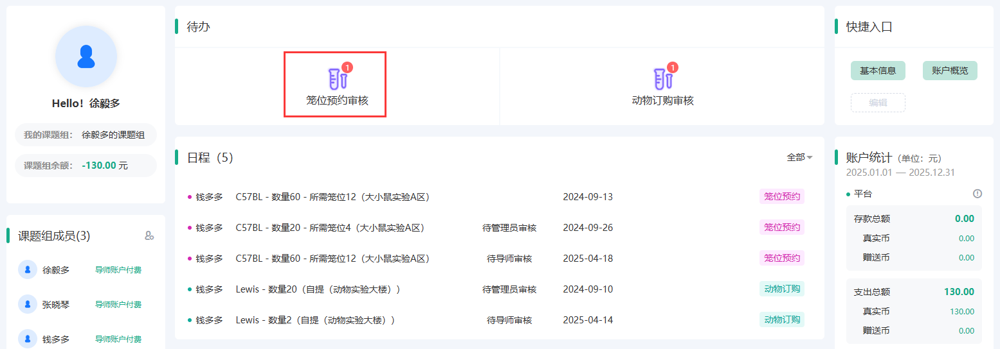 Hello！徐毅多
我的课题组： 徐毅多的课题组
课题组余额： -130.00 元
课题组成员(3)
徐毅多 导师账户付费
张晓琴 导师账户付费
钱多多 导师账户付费
待办
1
笼位预约审核
1
动物订购审核
日程（5） 全部
钱多多 C57BL - 数量60 - 所需笼位12（大小鼠实验A区） 2024-09-13 笼位预约
钱多多 C57BL - 数量20 - 所需笼位4（大小鼠实验A区） 待管理员审核 2024-09-26 笼位预约
钱多多 C57BL - 数量60 - 所需笼位12（大小鼠实验A区） 待导师审核 2025-04-18 笼位预约
钱多多 Lewis - 数量20（自提（动物实验大楼）） 待管理员审核 2024-09-10 动物订购
钱多多 Lewis - 数量2（自提（动物实验大楼）） 待导师审核 2025-04-14 动物订购
快捷入口
基本信息 账户概览
编辑
账户统计（单位：元）
2025.01.01 — 2025.12.31
平台
存款总额 0.00
真实币 0.00
赠送币 0.00
支出总额 130.00
真实币 130.00
赠送币 0.00